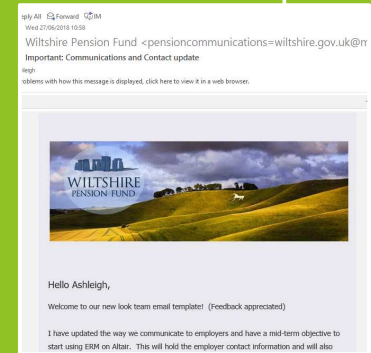 eply All Forward IM
Wed 27/06/2018 10:58
Wiltshire Pension Fund <pensioncommunications=wiltshire.gov.uk@m
Important: Communications and Contact update
leigh
roblems with how this message is displayed, click here to view it in a web browser.
WILTSHIRE
PENSION FUND
Hello Ashleigh,
Welcome to our new look team email template! (Feedback appreciated)
I have updated the way we communicate to employers and have a mid-term objective to
start using ERM on Altair. This will hold the employer contact information and will also